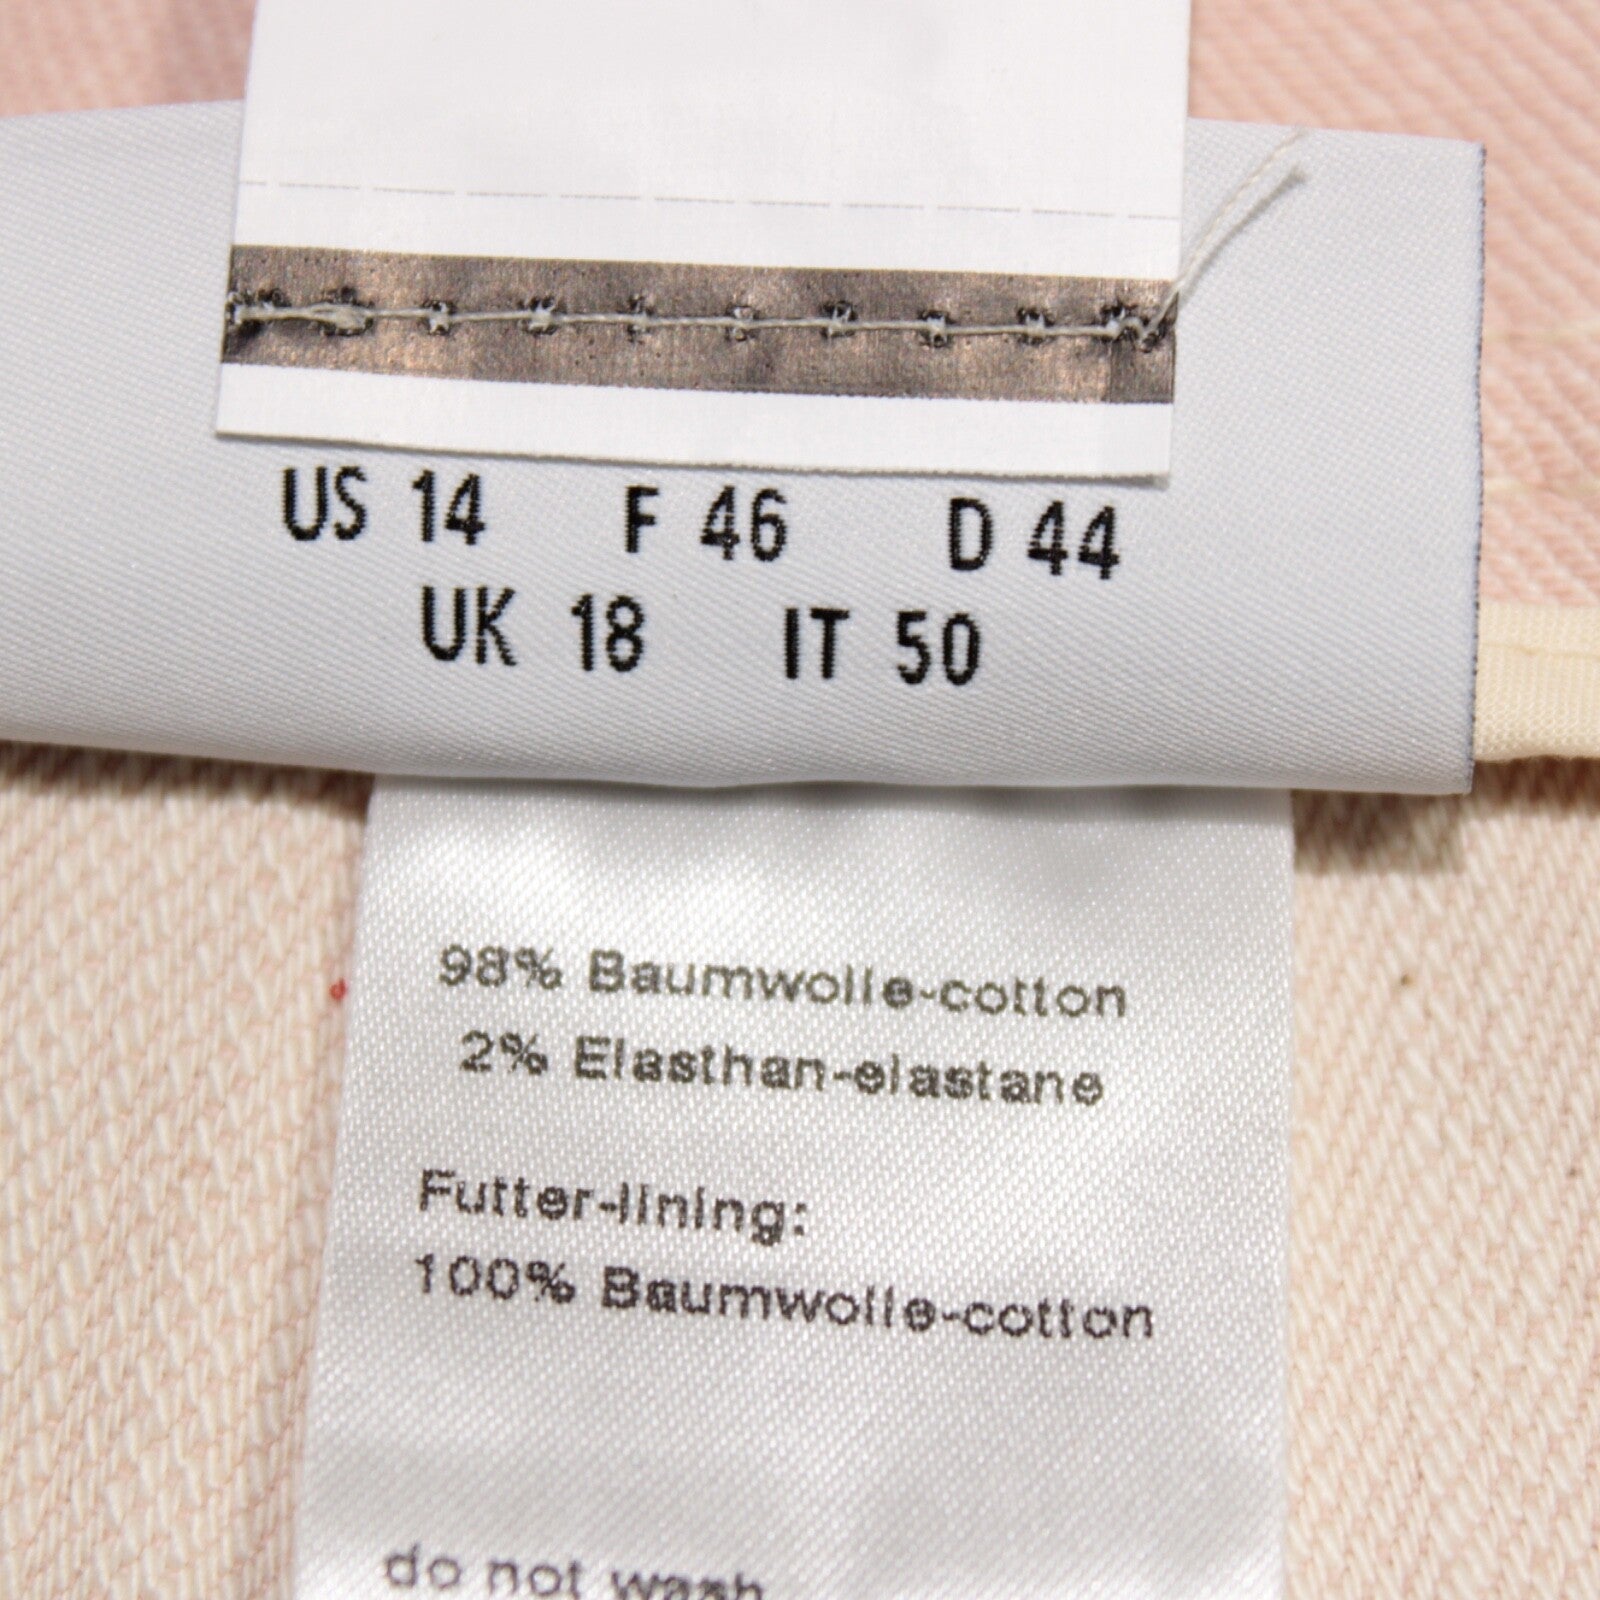 US 14 F 46 D 44
UK 18 IT 50
98% Baumwolle-cotton
2% Elasthan-elastane
Futter-lining:
100% Baumwolle-cotton
do not wash